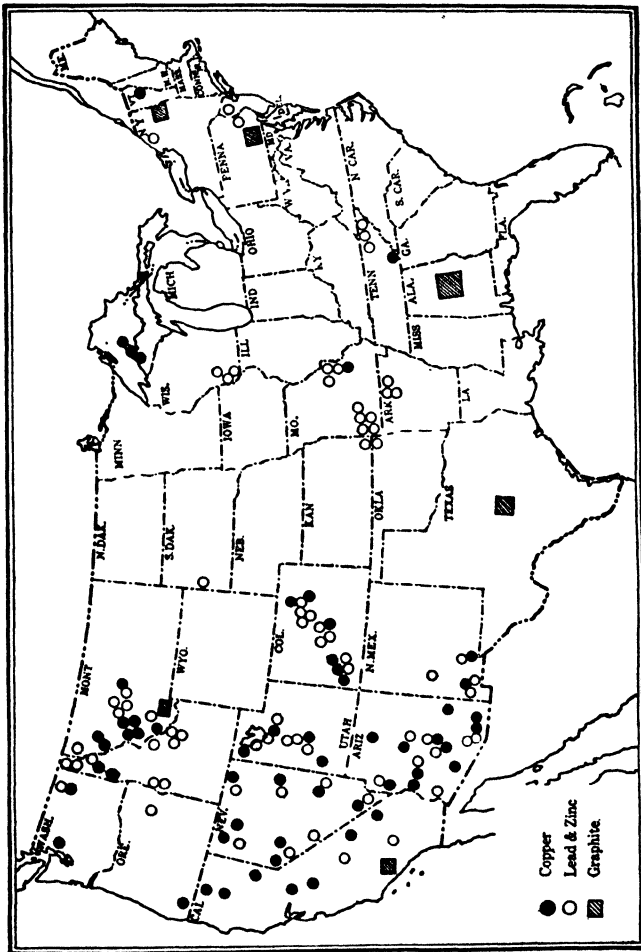 WASH.
MONT
N.DAK.
MINN
ORE.
S.DAK.
WIS.
MICH
N Y
VT.
ME.
WYO.
NEB.
IOWA
ILL
IND
OHIO
PENNA
CONN.
CAL
NEV.
UTAH
COL.
KAN
MO.
KY
W.VA.
VA.
MD.
DEL.
ARIZ
N.MEX.
OKLA
ARK
TENN
N CAR.
S. CAR.
TEXAS
LA
MISS
ALA.
GA.
FLA.
Copper
Lead & Zinc
Graphite